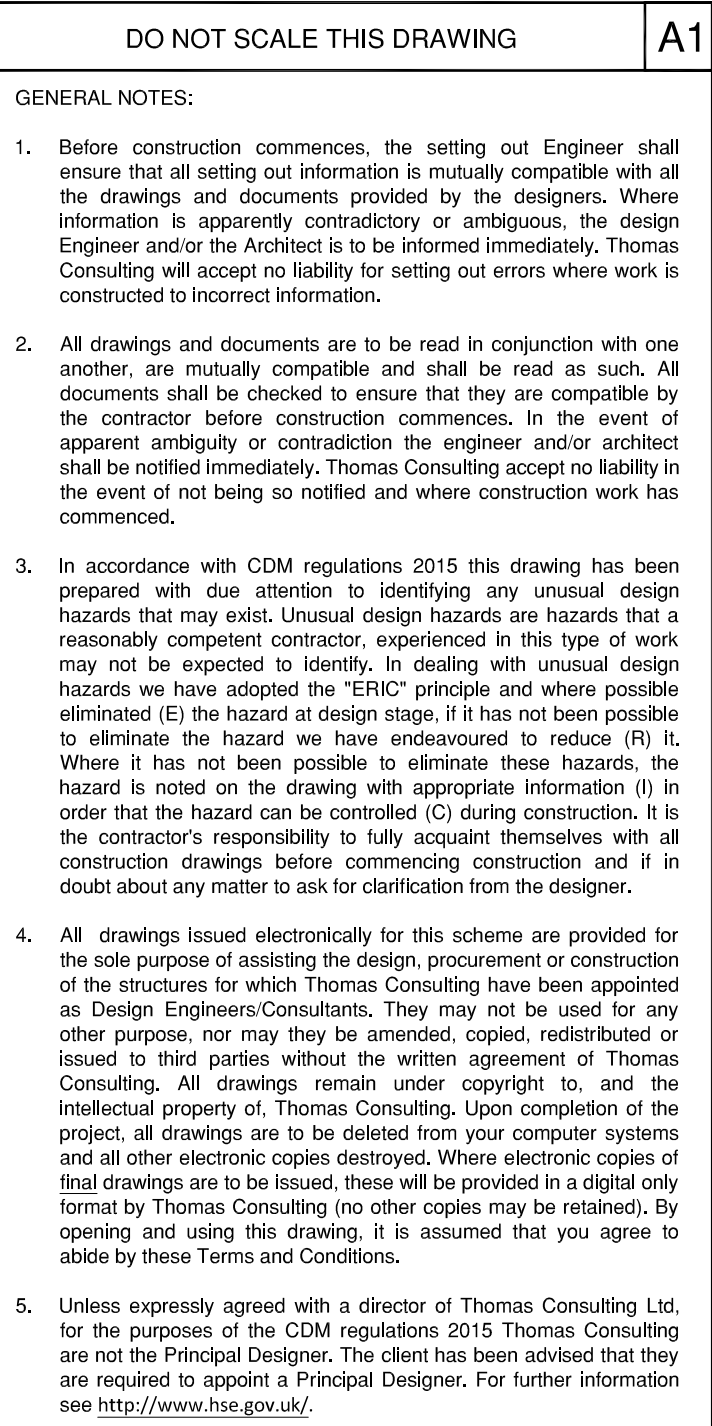 DO NOT SCALE THIS DRAWING
A1
GENERAL NOTES:
1. Before construction commences, the setting out Engineer shall
ensure that all setting out information is mutually compatible with all
the drawings and documents provided by the designers. Where
information is apparently contradictory or ambiguous, the design
Engineer and/or the Architect is to be informed immediately. Thomas
Consulting will accept no liability for setting out errors where work is
constructed to incorrect information.
2. All drawings and documents are to be read in conjunction with one
another, are mutually compatible and shall be read as such. All
documents shall be checked to ensure that they are compatible by
the contractor before construction commences. In the event of
apparent ambiguity or contradiction the engineer and/or architect
shall be notified immediately. Thomas Consulting accept no liability in
the event of not being so notified and where construction work has
commenced.
3. In accordance with CDM regulations 2015 this drawing has been
prepared with due attention to identifying any unusual design
hazards that may exist. Unusual design hazards are hazards that a
reasonably competent contractor, experienced in this type of work
may not be expected to identify. In dealing with unusual design
hazards we have adopted the "ERIC" principle and where possible
eliminated (E) the hazard at design stage, if it has not been possible
to eliminate the hazard we have endeavoured to reduce (R) it.
Where it has not been possible to eliminate these hazards, the
hazard is noted on the drawing with appropriate information (I) in
order that the hazard can be controlled (C) during construction. It is
the contractor's responsibility to fully acquaint themselves with all
construction drawings before commencing construction and if in
doubt about any matter to ask for clarification from the designer.
4. All drawings issued electronically for this scheme are provided for
the sole purpose of assisting the design, procurement or construction
of the structures for which Thomas Consulting have been appointed
as Design Engineers/Consultants. They may not be used for any
other purpose, nor may they be amended, copied, redistributed or
issued to third parties without the written agreement of Thomas
Consulting. All drawings remain under copyright to, and the
intellectual property of, Thomas Consulting. Upon completion of the
project, all drawings are to be deleted from your computer systems
and all other electronic copies destroyed. Where electronic copies of
final drawings are to be issued, these will be provided in a digital only
format by Thomas Consulting (no other copies may be retained). By
opening and using this drawing, it is assumed that you agree to
abide by these Terms and Conditions.
5. Unless expressly agreed with a director of Thomas Consulting Ltd,
for the purposes of the CDM regulations 2015 Thomas Consulting
are not the Principal Designer. The client has been advised that they
are required to appoint a Principal Designer. For further information
see http://www.hse.gov.uk/.